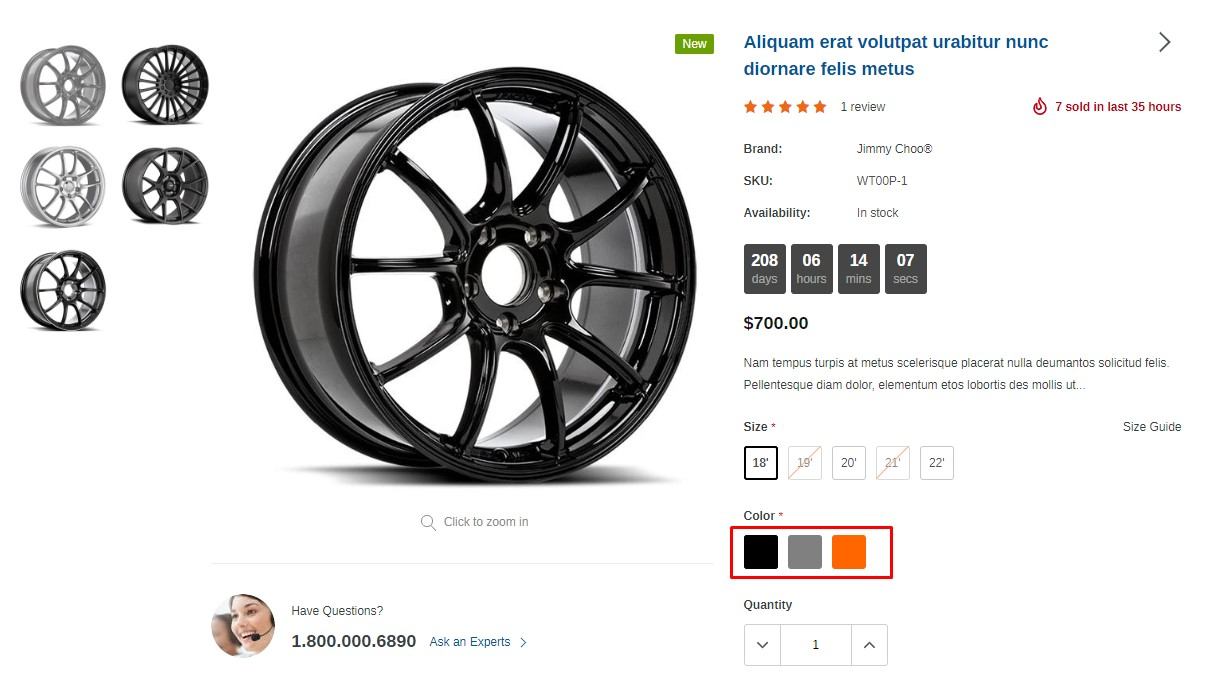 New
Aliquam erat volutpat urabitur nunc
diornare felis metus
1 review
7 sold in last 35 hours
Brand: Jimmy Choo®
SKU: WT00P-1
Availability: In stock
208 06 14 07
days hours mins secs
$700.00
Nam tempus turpis at metus scelerisque placerat nulla deumantos solicitud felis.
Pellentesque diam dolor, elementum etos lobortis des mollis ut...
Size * Size Guide
18' 19' 20' 21' 22'
Color *
Quantity
1
Click to zoom in
Have Questions?
1.800.000.6890 Ask an Experts